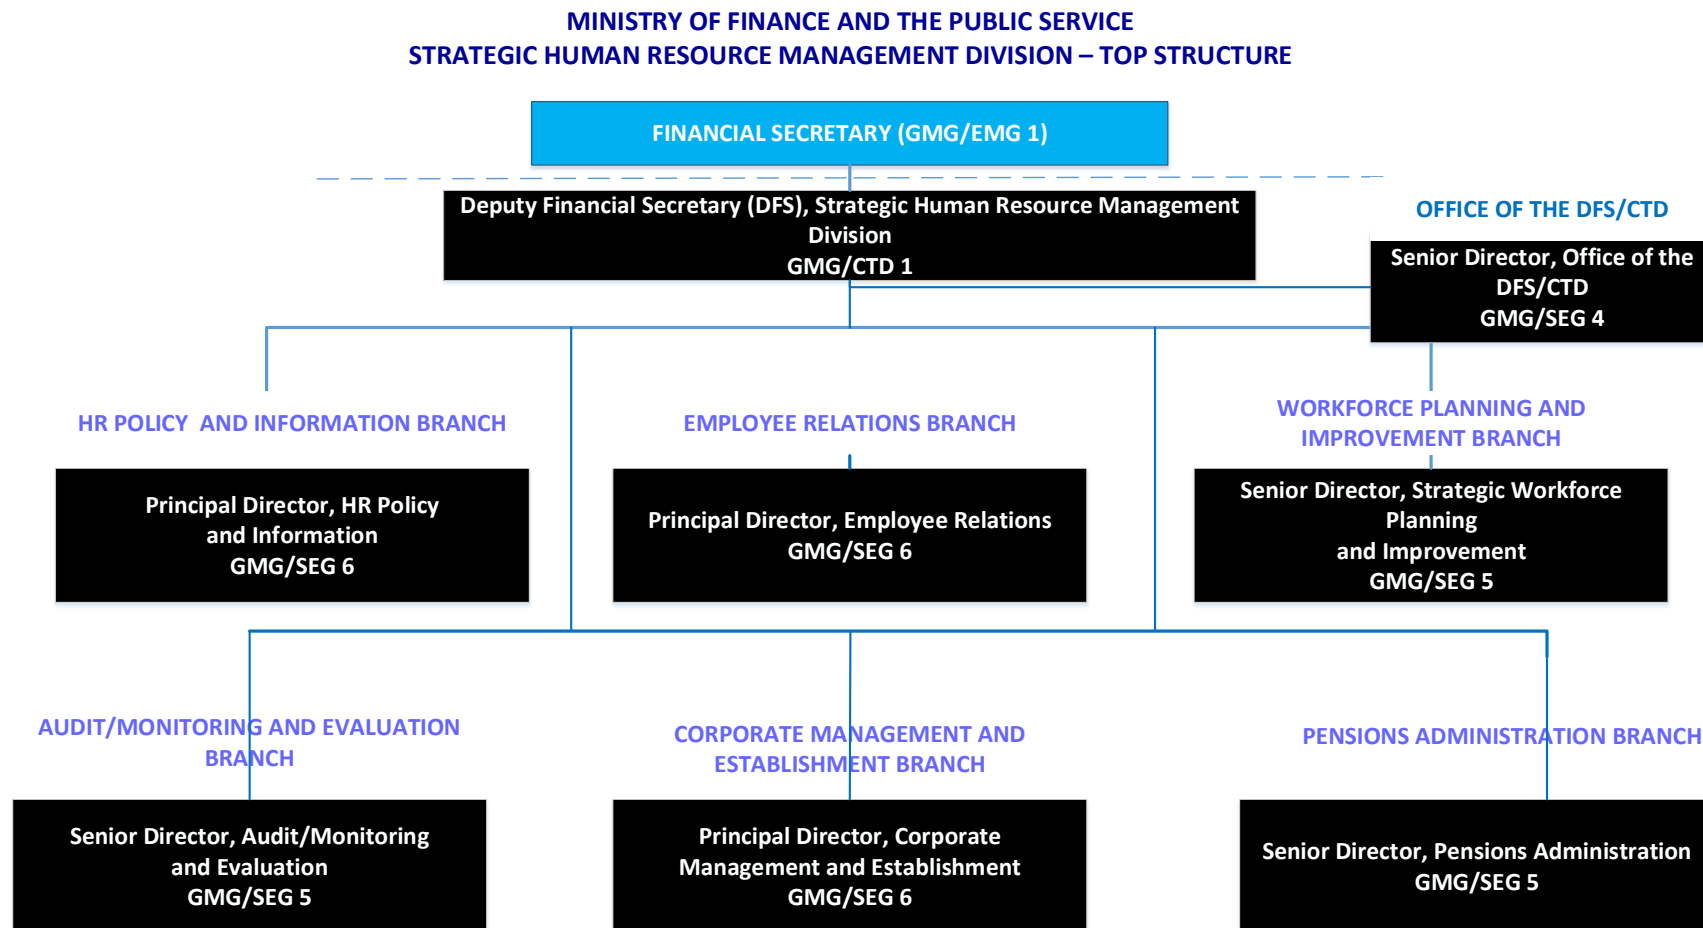 MINISTRY OF FINANCE AND THE PUBLIC SERVICE
STRATEGIC HUMAN RESOURCE MANAGEMENT DIVISION – TOP STRUCTURE
FINANCIAL SECRETARY (GMG/EMG 1)
Deputy Financial Secretary (DFS), Strategic Human Resource Management
Division
GMG/CTD 1
OFFICE OF THE DFS/CTD
Senior Director, Office of the
DFS/CTD
GMG/SEG 4
HR POLICY AND INFORMATION BRANCH
Principal Director, HR Policy
and Information
GMG/SEG 6
EMPLOYEE RELATIONS BRANCH
Principal Director, Employee Relations
GMG/SEG 6
WORKFORCE PLANNING AND
IMPROVEMENT BRANCH
Senior Director, Strategic Workforce
Planning
and Improvement
GMG/SEG 5
AUDIT/MONITORING AND EVALUATION
BRANCH
Senior Director, Audit/Monitoring
and Evaluation
GMG/SEG 5
CORPORATE MANAGEMENT AND
ESTABLISHMENT BRANCH
Principal Director, Corporate
Management and Establishment
GMG/SEG 6
PENSIONS ADMINISTRATION BRANCH
Senior Director, Pensions Administration
GMG/SEG 5